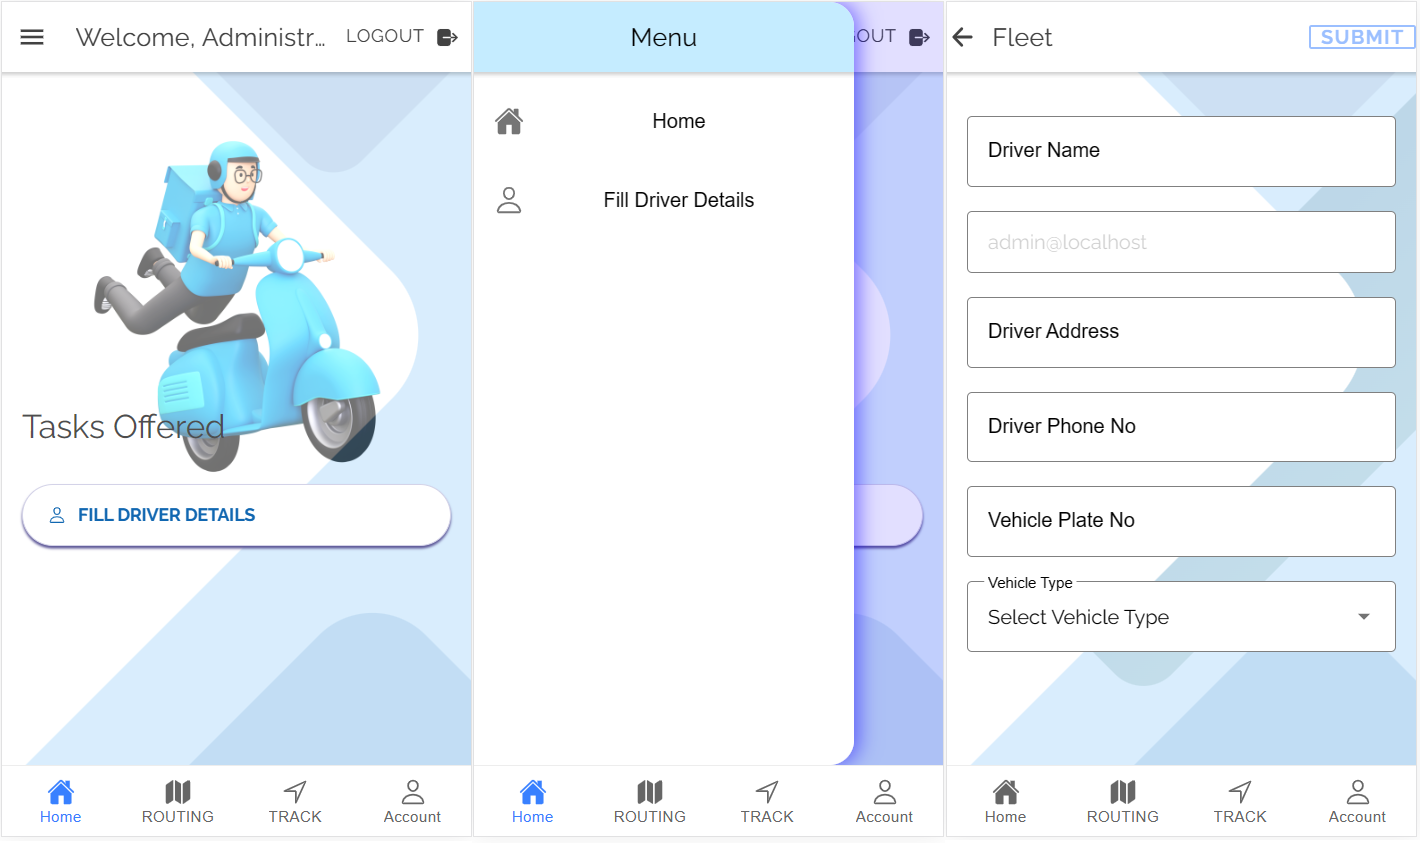 Welcome, Administr...
LOGOUT
Tasks Offered
FILL DRIVER DETAILS
Home
ROUTING
TRACK
Account
Menu
OUT
Home
Fill Driver Details
Home
ROUTING
TRACK
Account
Fleet
SUBMIT
Driver Name
admin@localhost
Driver Address
Driver Phone No
Vehicle Plate No
Vehicle Type
Select Vehicle Type
Home
ROUTING
TRACK
Account